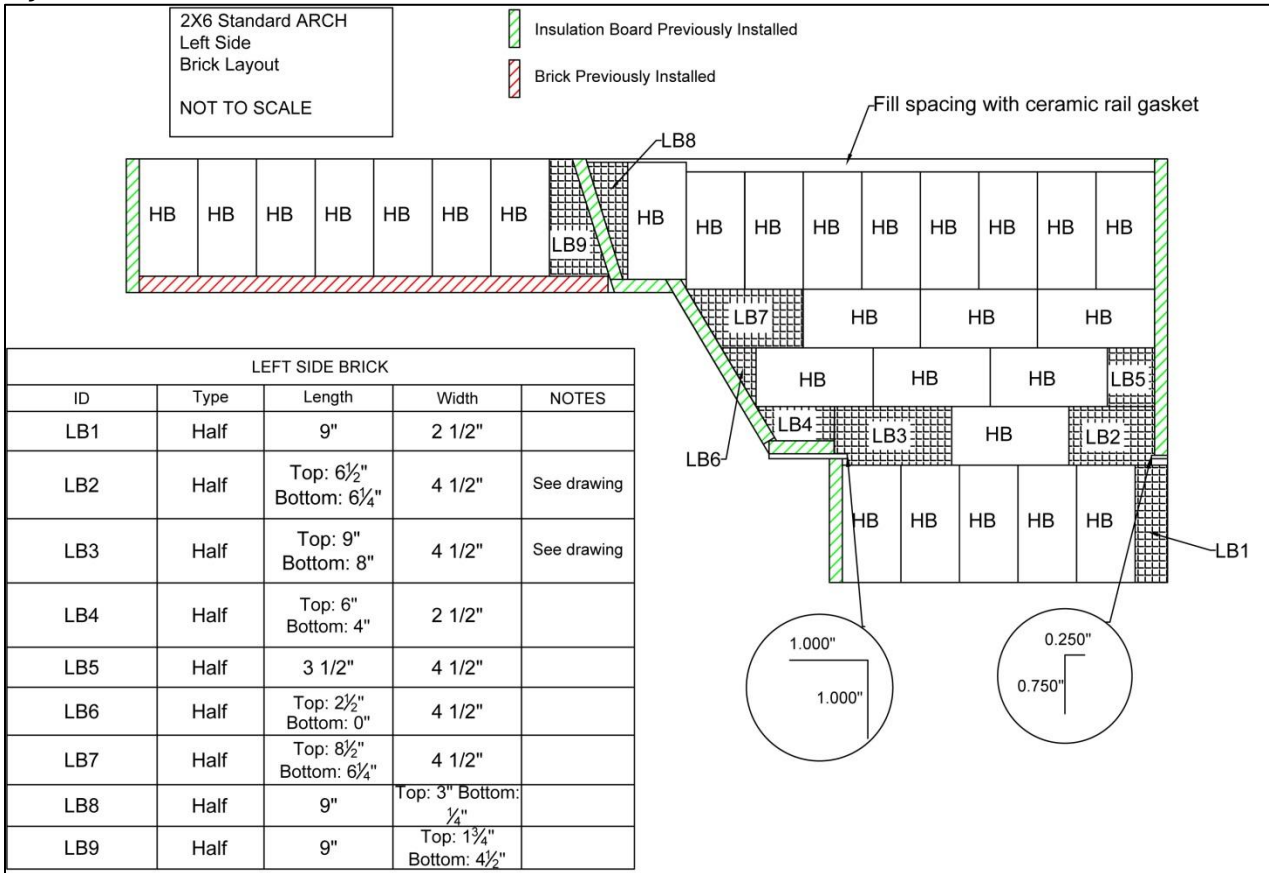 2X6 Standard ARCH
Left Side
Brick Layout
NOT TO SCALE
Insulation Board Previously Installed
Brick Previously Installed
Fill spacing with ceramic rail gasket
LB8
HB HB HB HB HB HB HB LB9 HB HB HB HB HB HB HB HB HB
LB7 HB HB HB
HB HB HB LB5
LB6 LB4 LB3 HB LB2
HB HB HB HB HB LB1
1.000"
1.000"
0.250"
0.750"
LEFT SIDE BRICK
ID Type Length Width NOTES
LB1 Half 9" 2 1/2"
LB2 Half Top: 6½" Bottom: 6¼" 4 1/2" See drawing
LB3 Half Top: 9" Bottom: 8" 4 1/2" See drawing
LB4 Half Top: 6" Bottom: 4" 2 1/2"
LB5 Half 3 1/2" 4 1/2"
LB6 Half Top: 2½" Bottom: 0" 4 1/2"
LB7 Half Top: 8½" Bottom: 6¼" 4 1/2"
LB8 Half 9" Top: 3" Bottom: ¼"
LB9 Half 9" Top: 1¾" Bottom: 4½"